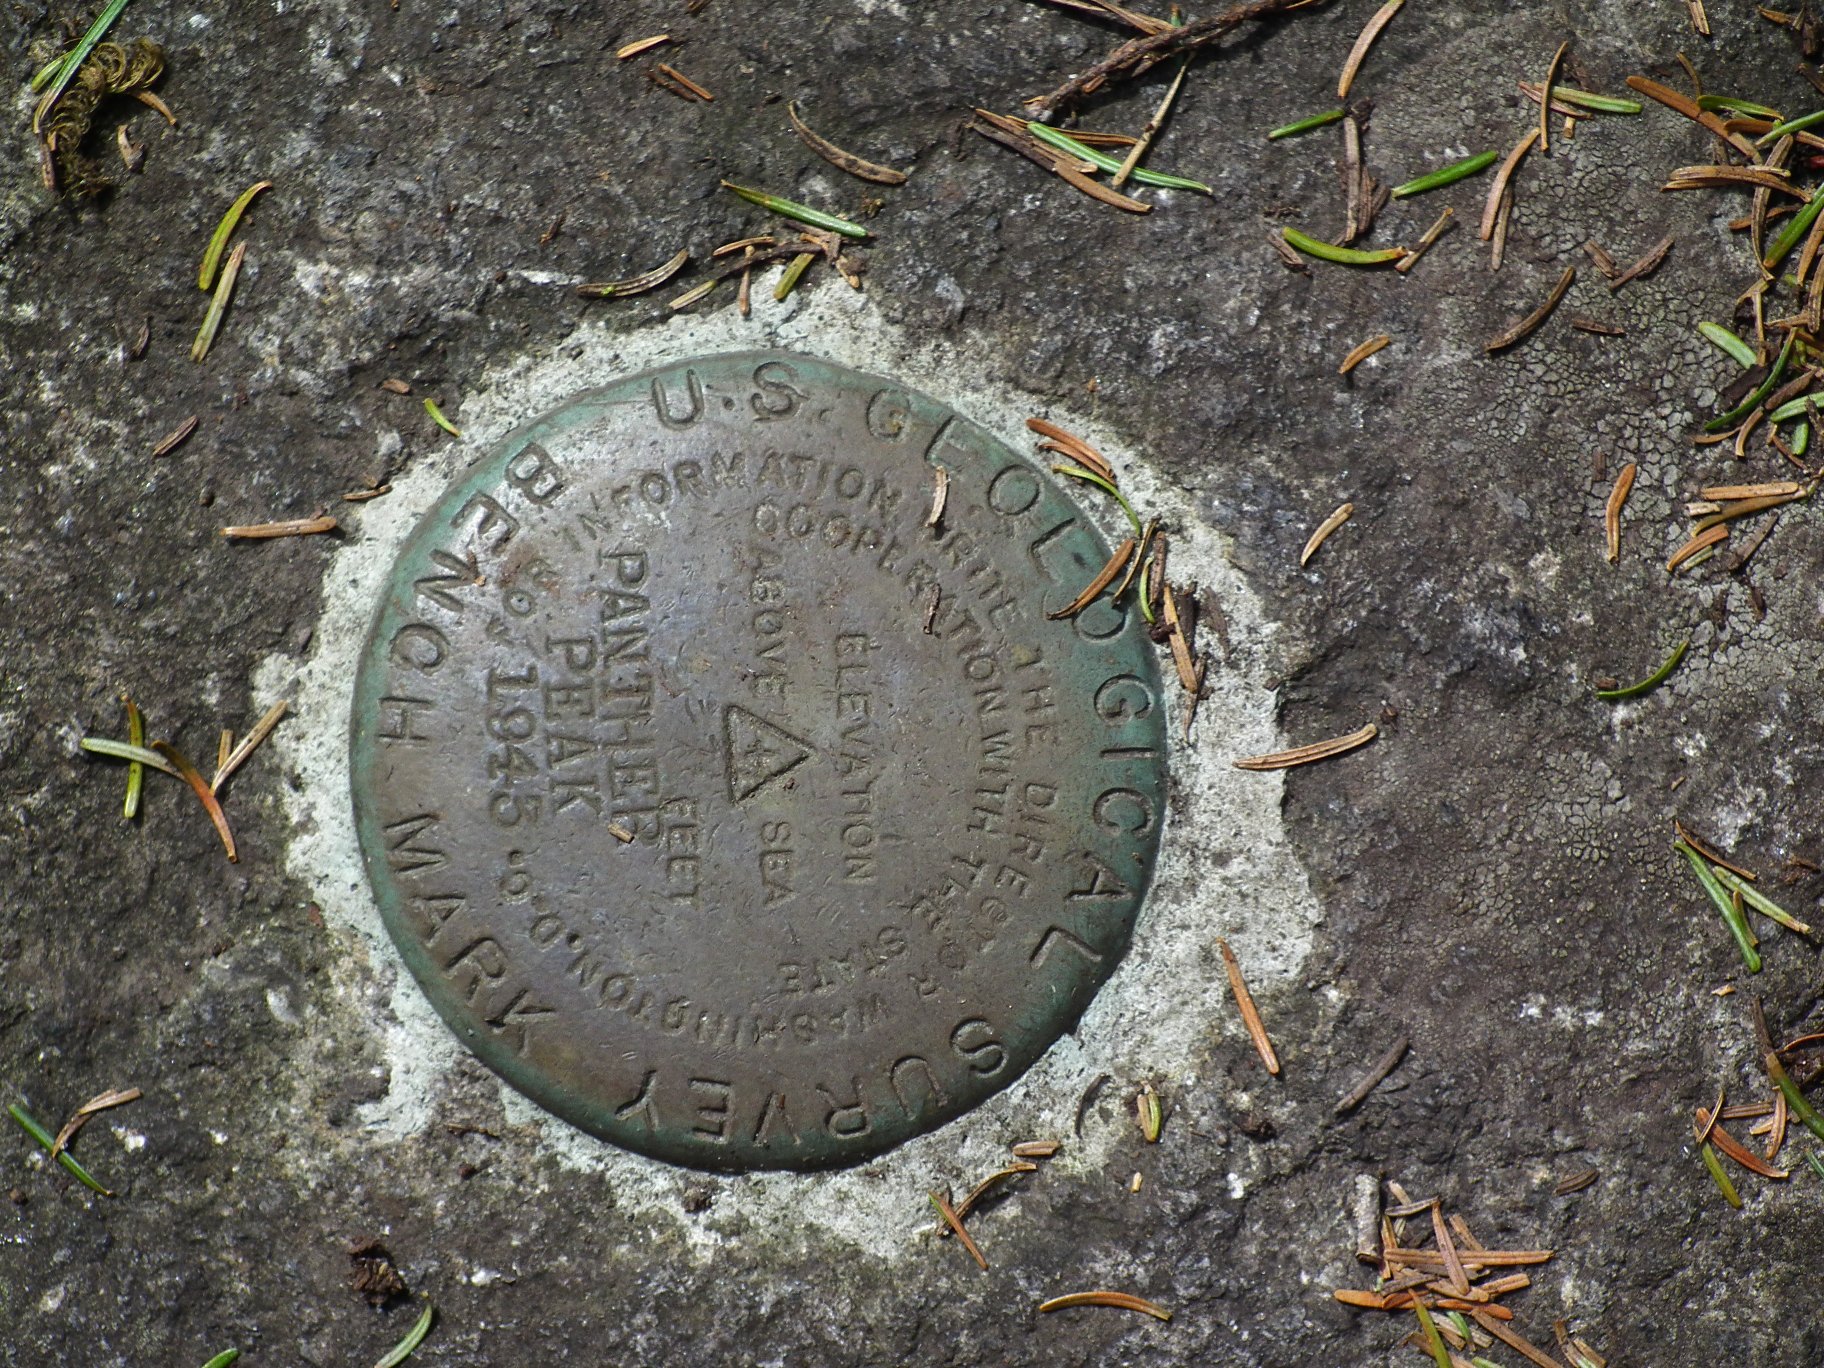 U.S. GEOLOGICAL SURVEY
BENCH MARK
FOR INFORMATION WRITE THE DIRECTOR
WASHINGTON, D.C.
COOPERATION WITH THE STATE
ELEVATION
ABOVE SEA
FEET
PANTHER
PEAK
1945